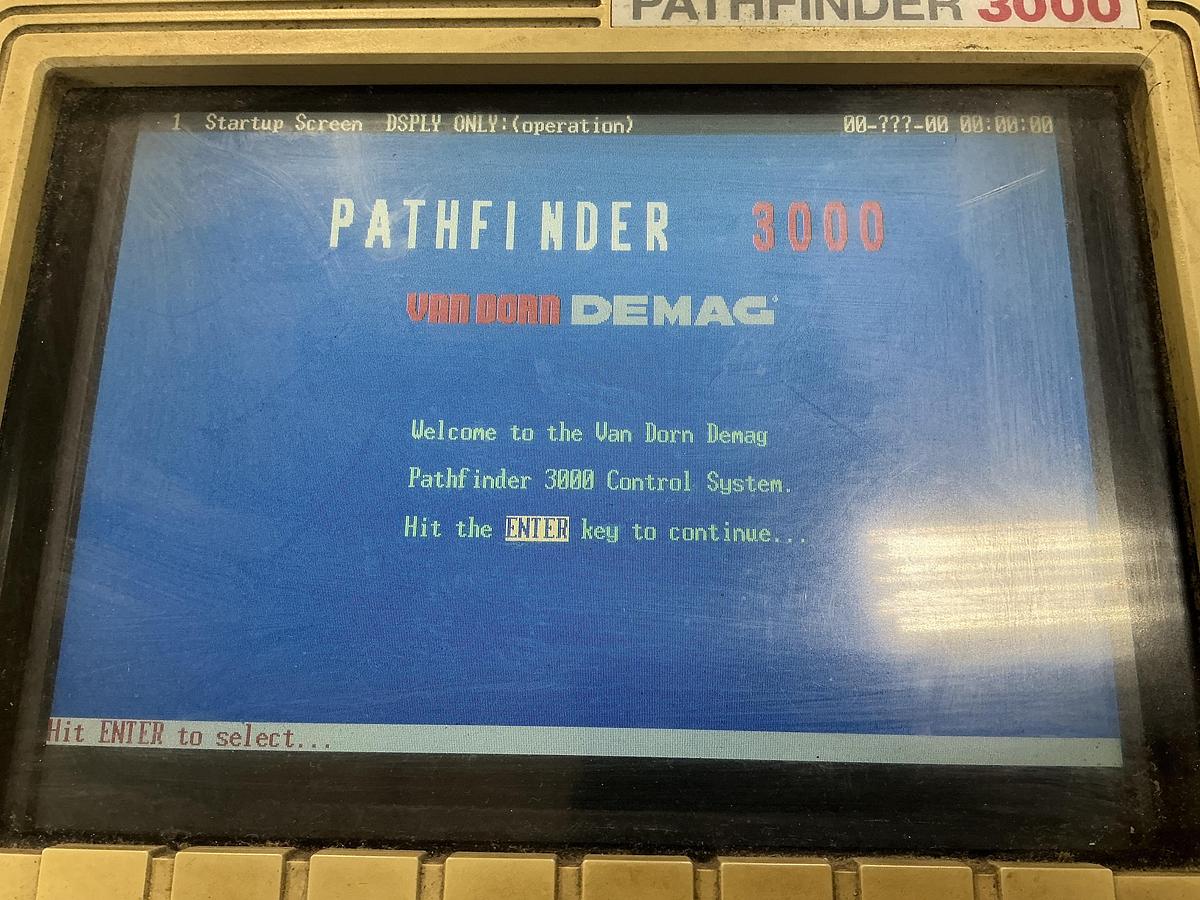 PATHFINDER 3000
1 Startup Screen DSPLY ONLY:(operation) 00-???-00 00:00:00
PATHFINDER 3000
VAN DORN DEMAG
Welcome to the Van Dorn Demag
Pathfinder 3000 Control System.
Hit the ENTER key to continue...
Hit ENTER to select...